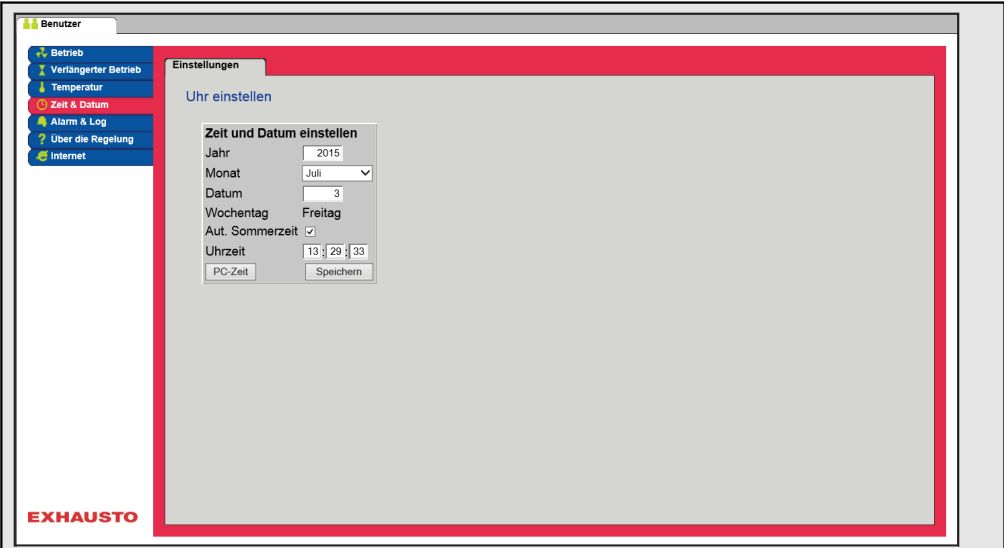 Benutzer
Betrieb
Verlängerter Betrieb
Temperatur
Zeit & Datum
Alarm & Log
Über die Regelung
Internet
Einstellungen
Uhr einstellen
Zeit und Datum einstellen
Jahr 2015
Monat Juli
Datum 3
Wochentag Freitag
Aut. Sommerzeit
Uhrzeit 13 : 29 : 33
PC-Zeit Speichern
EXHAUSTO